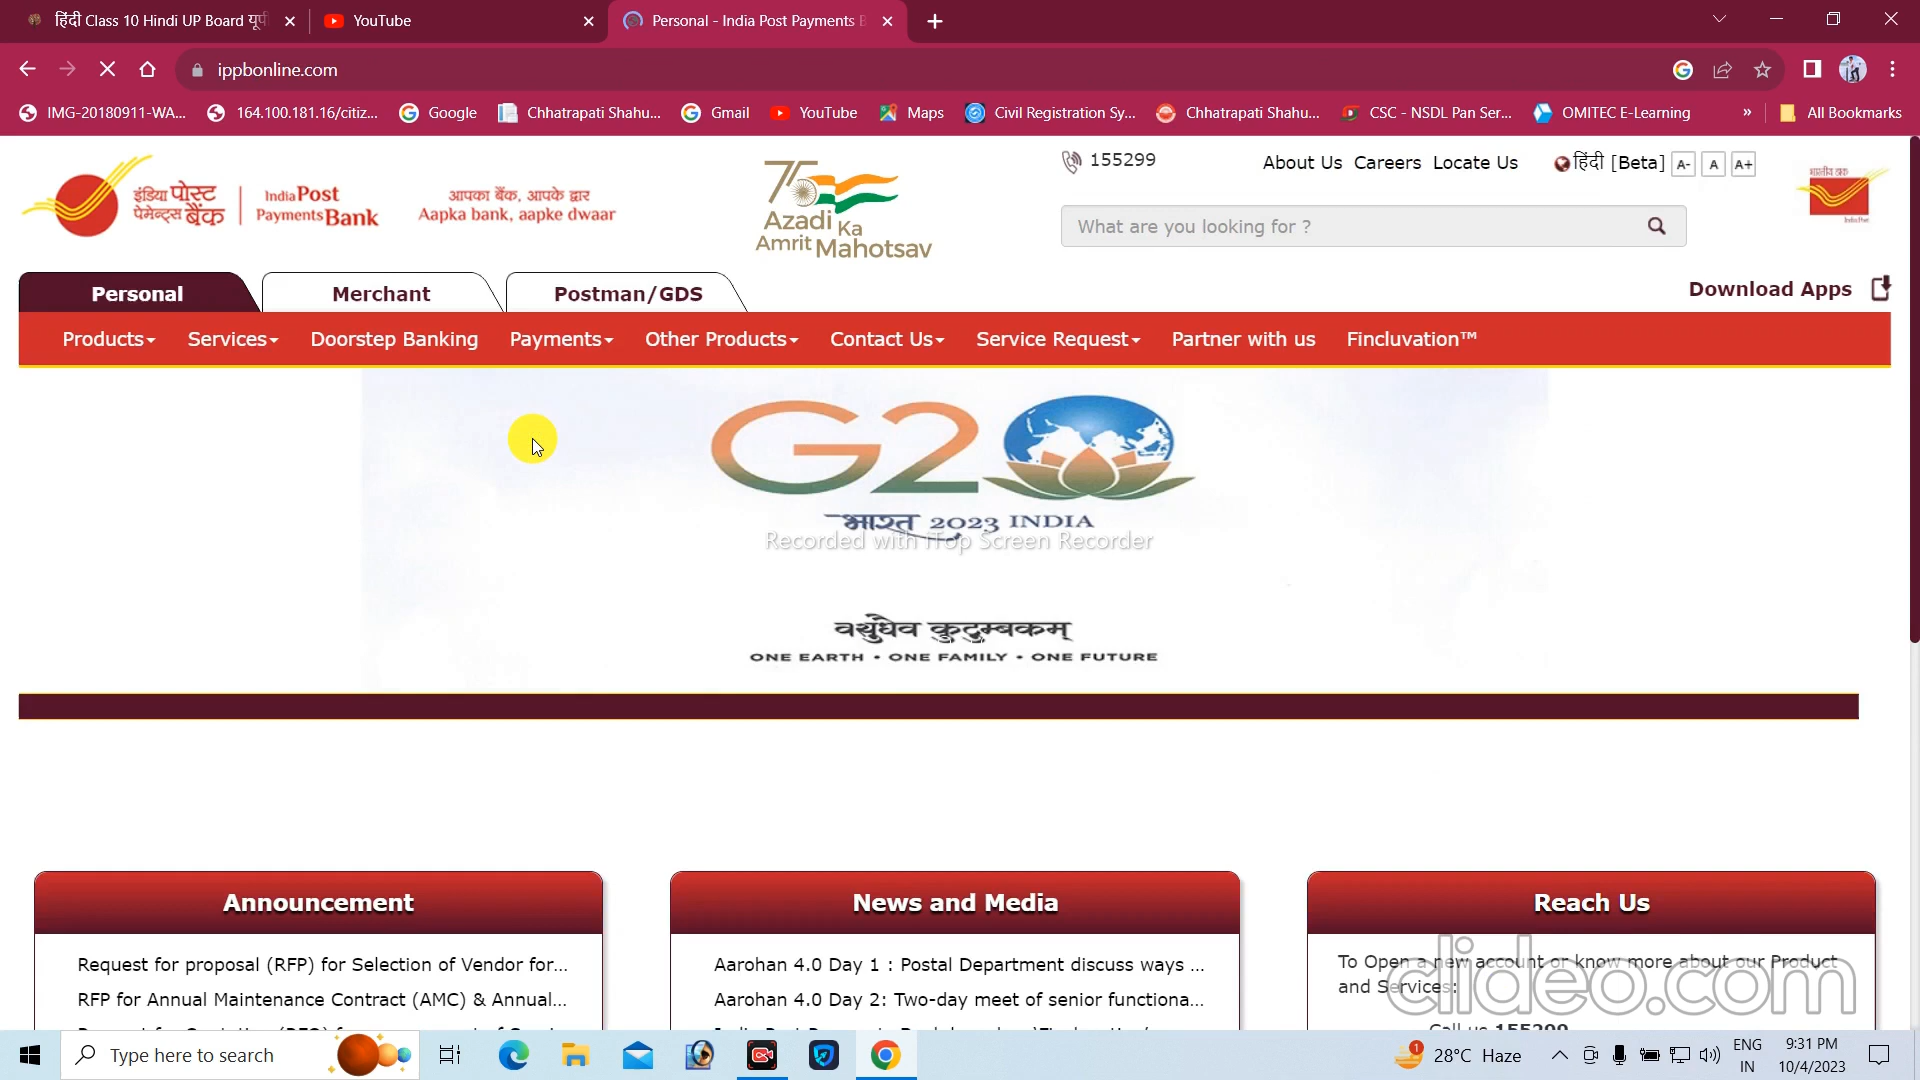 हिंदी Class 10 Hindi UP Board यूपी
YouTube
Personal - India Post Payments B
ippbonline.com
IMG-20180911-WA...
164.100.181.16/citiz...
Google
Chhatrapati Shahu...
Gmail
YouTube
Maps
Civil Registration Sy...
Chhatrapati Shahu...
CSC - NSDL Pan Ser...
OMITEC E-Learning
»
All Bookmarks
इंडिया पोस्ट
पेमेन्ट्स बैंक
India Post
Payments Bank
आपका बैंक, आपके द्वार
Aapka bank, aapke dwaar
75
Azadi Ka
Amrit Mahotsav
155299
About Us Careers Locate Us
हिंदी [Beta] A- A A+
What are you looking for ?
भारतीय डाक
India Post
Personal
Merchant
Postman/GDS
Download Apps
Products
Services
Doorstep Banking
Payments
Other Products
Contact Us
Service Request
Partner with us
Fincluvation™
G20
भारत 2023 INDIA
Recorded with iTop Screen Recorder
वसुधैव कुटुम्बकम्
ONE EARTH • ONE FAMILY • ONE FUTURE
Announcement
Request for proposal (RFP) for Selection of Vendor for...
RFP for Annual Maintenance Contract (AMC) & Annual...
News and Media
Aarohan 4.0 Day 1 : Postal Department discuss ways ...
Aarohan 4.0 Day 2: Two-day meet of senior functiona...
Reach Us
To Open a new account or know more about our Product
and Services:
Call us 155299
clideo.com
Type here to search
1
28°C Haze
ENG
IN
9:31 PM
10/4/2023